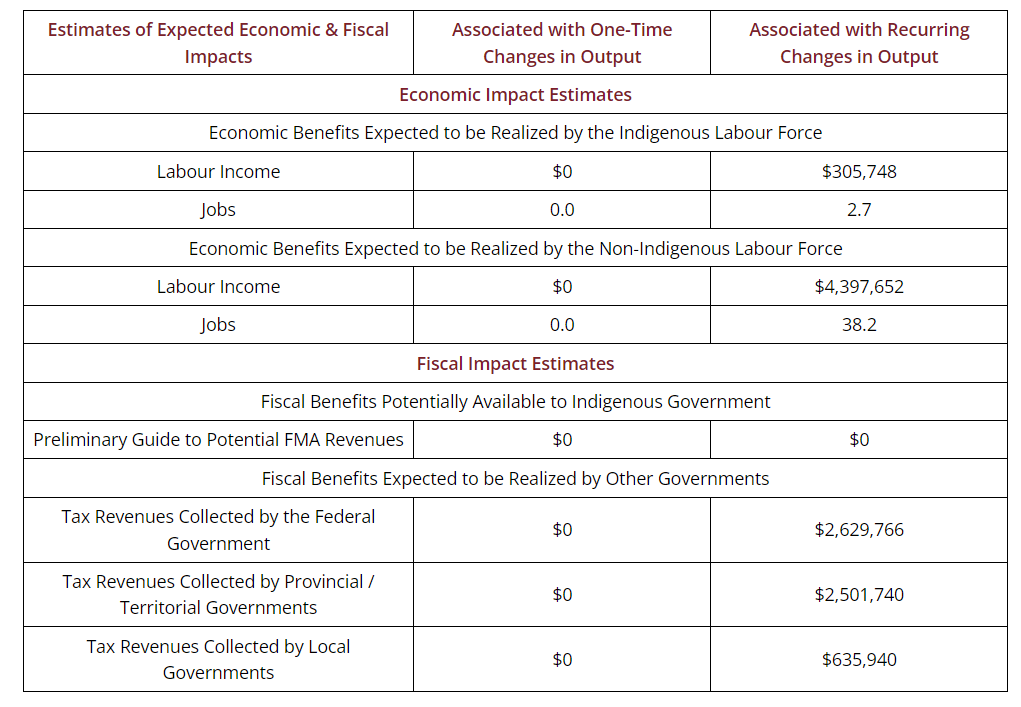 Estimates of Expected Economic & Fiscal
Impacts
Associated with One-Time
Changes in Output
Associated with Recurring
Changes in Output
Economic Impact Estimates
Economic Benefits Expected to be Realized by the Indigenous Labour Force
Labour Income
$0
$305,748
Jobs
0.0
2.7
Economic Benefits Expected to be Realized by the Non-Indigenous Labour Force
Labour Income
$0
$4,397,652
Jobs
0.0
38.2
Fiscal Impact Estimates
Fiscal Benefits Potentially Available to Indigenous Government
Preliminary Guide to Potential FMA Revenues
$0
$0
Fiscal Benefits Expected to be Realized by Other Governments
Tax Revenues Collected by the Federal
Government
$0
$2,629,766
Tax Revenues Collected by Provincial /
Territorial Governments
$0
$2,501,740
Tax Revenues Collected by Local
Governments
$0
$635,940